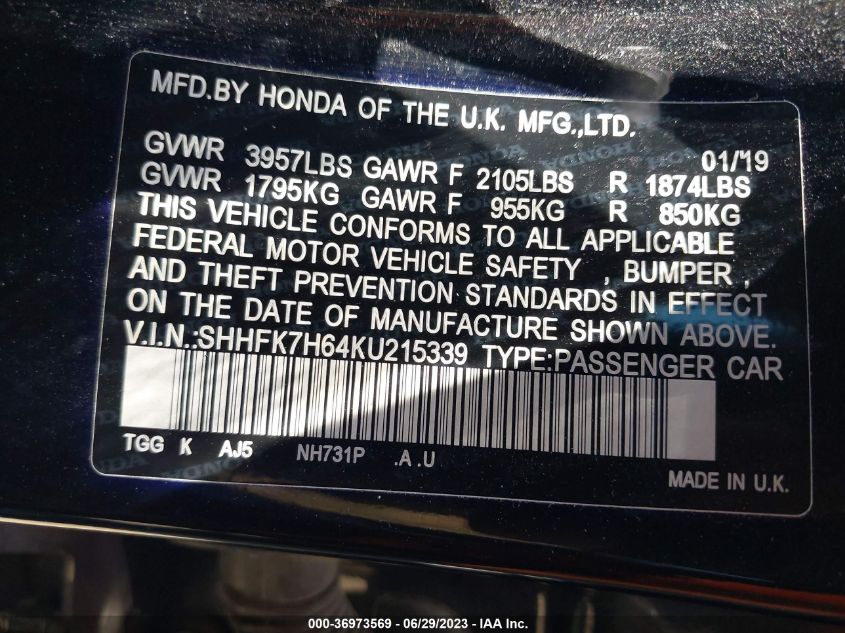 MFD.BY HONDA OF THE U.K. MFG.,LTD.
01/'19
GVWR 3957LBS GAWR F 2105LBS R 1874LBS
GVWR 1795KG GAWR F 955KG R 850KG
THIS VEHICLE CONFORMS TO ALL APPLICABLE
FEDERAL MOTOR VEHICLE SAFETY , BUMPER ,
AND THEFT PREVENTION STANDARDS IN EFFECT
ON THE DATE OF MANUFACTURE SHOWN ABOVE.
V.I.N.:SHHFK7H64KU215339 TYPE:PASSENGER CAR
TGG K AJ5 NH731P .A .U
MADE IN U.K.
000-36973569 / 06/29/2023 - IAA Inc.